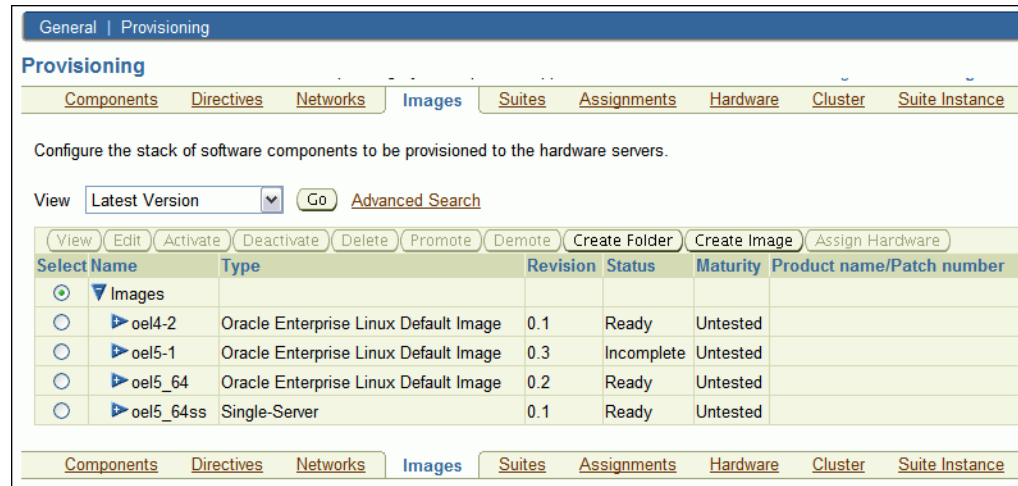 General | Provisioning
Provisioning
Components Directives Networks Images Suites Assignments Hardware Cluster Suite Instance
Configure the stack of software components to be provisioned to the hardware servers.
View Latest Version Go Advanced Search
View Edit Activate Deactivate Delete Promote Demote Create Folder Create Image Assign Hardware
Select Name Type Revision Status Maturity Product name/Patch number
Images
oel4-2 Oracle Enterprise Linux Default Image 0.1 Ready Untested
oel5-1 Oracle Enterprise Linux Default Image 0.3 Incomplete Untested
oel5_64 Oracle Enterprise Linux Default Image 0.2 Ready Untested
oel5_64ss Single-Server 0.1 Ready Untested
Components Directives Networks Images Suites Assignments Hardware Cluster Suite Instance